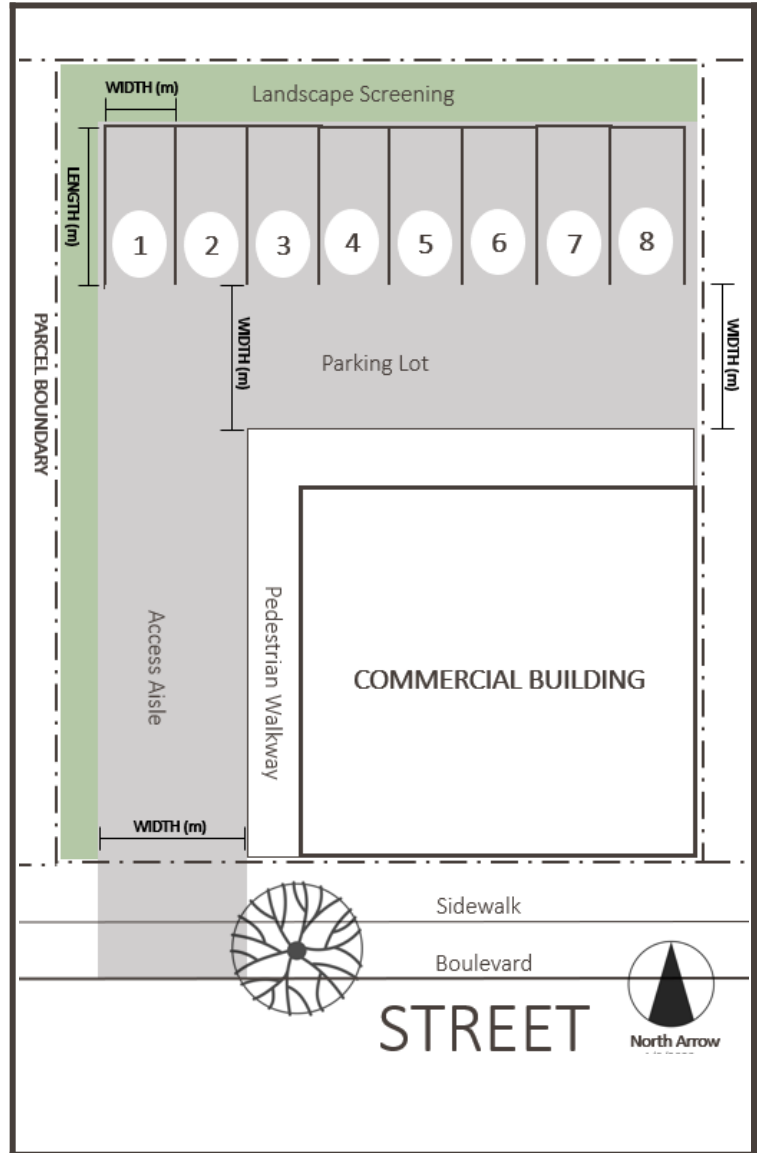 WIDTH (m)
Landscape Screening
LENGTH (m)
1
2
3
4
5
6
7
8
PARCEL BOUNDARY
WIDTH (m)
Parking Lot
WIDTH (m)
Access Aisle
Pedestrian Walkway
COMMERCIAL BUILDING
WIDTH (m)
Sidewalk
Boulevard
STREET
North Arrow